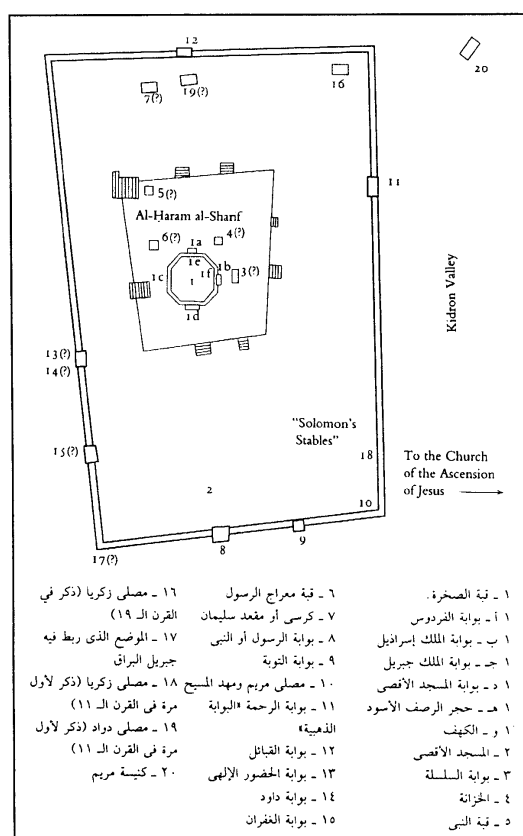 12
7(?)
19(?)
16
20
11
5(?)
Al-Haram al-Sharif
6(?)
1a
4(?)
1e
1f
1b
3(?)
1c
1
1d
Kidron Valley
13(?)
14(?)
15(?)
"Solomon's
Stables"
18
To the Church
of the Ascension
of Jesus
2
10
17(?)
8
9
١ ـ قبة الصخرة.
١ أ ـ بوابة الفردوس
١ ب ـ بوابة الملك إسراذيل
١ جـ ـ بوابة الملك جبريل
١ د ـ بوابة المسجد الأقصى
١ هـ ـ حجر الرصف الأسود
١ و ـ الكهف
٢ ـ المسجد الأقصى
٣ ـ بوابة السلسلة
٤ ـ الخزانة
٥ ـ قبة النبى
٦ ـ قبة معراج الرسول
٧ ـ كرسى أو مقعد سليمان
٨ ـ بوابة الرسول أو النبى
٩ ـ بوابة التوبة
١٠ ـ مصلى مريم ومهد المسيح
١١ ـ بوابة الرحمة «البوابة
الذهبية»
١٢ ـ بوابة القبائل
١٣ ـ بوابة الحضور الإلهى
١٤ ـ بوابة داود
١٥ ـ بوابة الغفران
١٦ ـ مصلى زكريا (ذكر في
القرن الـ ١٩)
١٧ ـ الموضع الذى ربط فيه
جبريل البراق
١٨ ـ مصلى زكريا (ذكر لأول
مرة فى القرن الـ ١١)
١٩ ـ مصلى دواد (ذكر لأول
مرة فى القرن الـ ١١)
٢٠ ـ كنيسة مريم